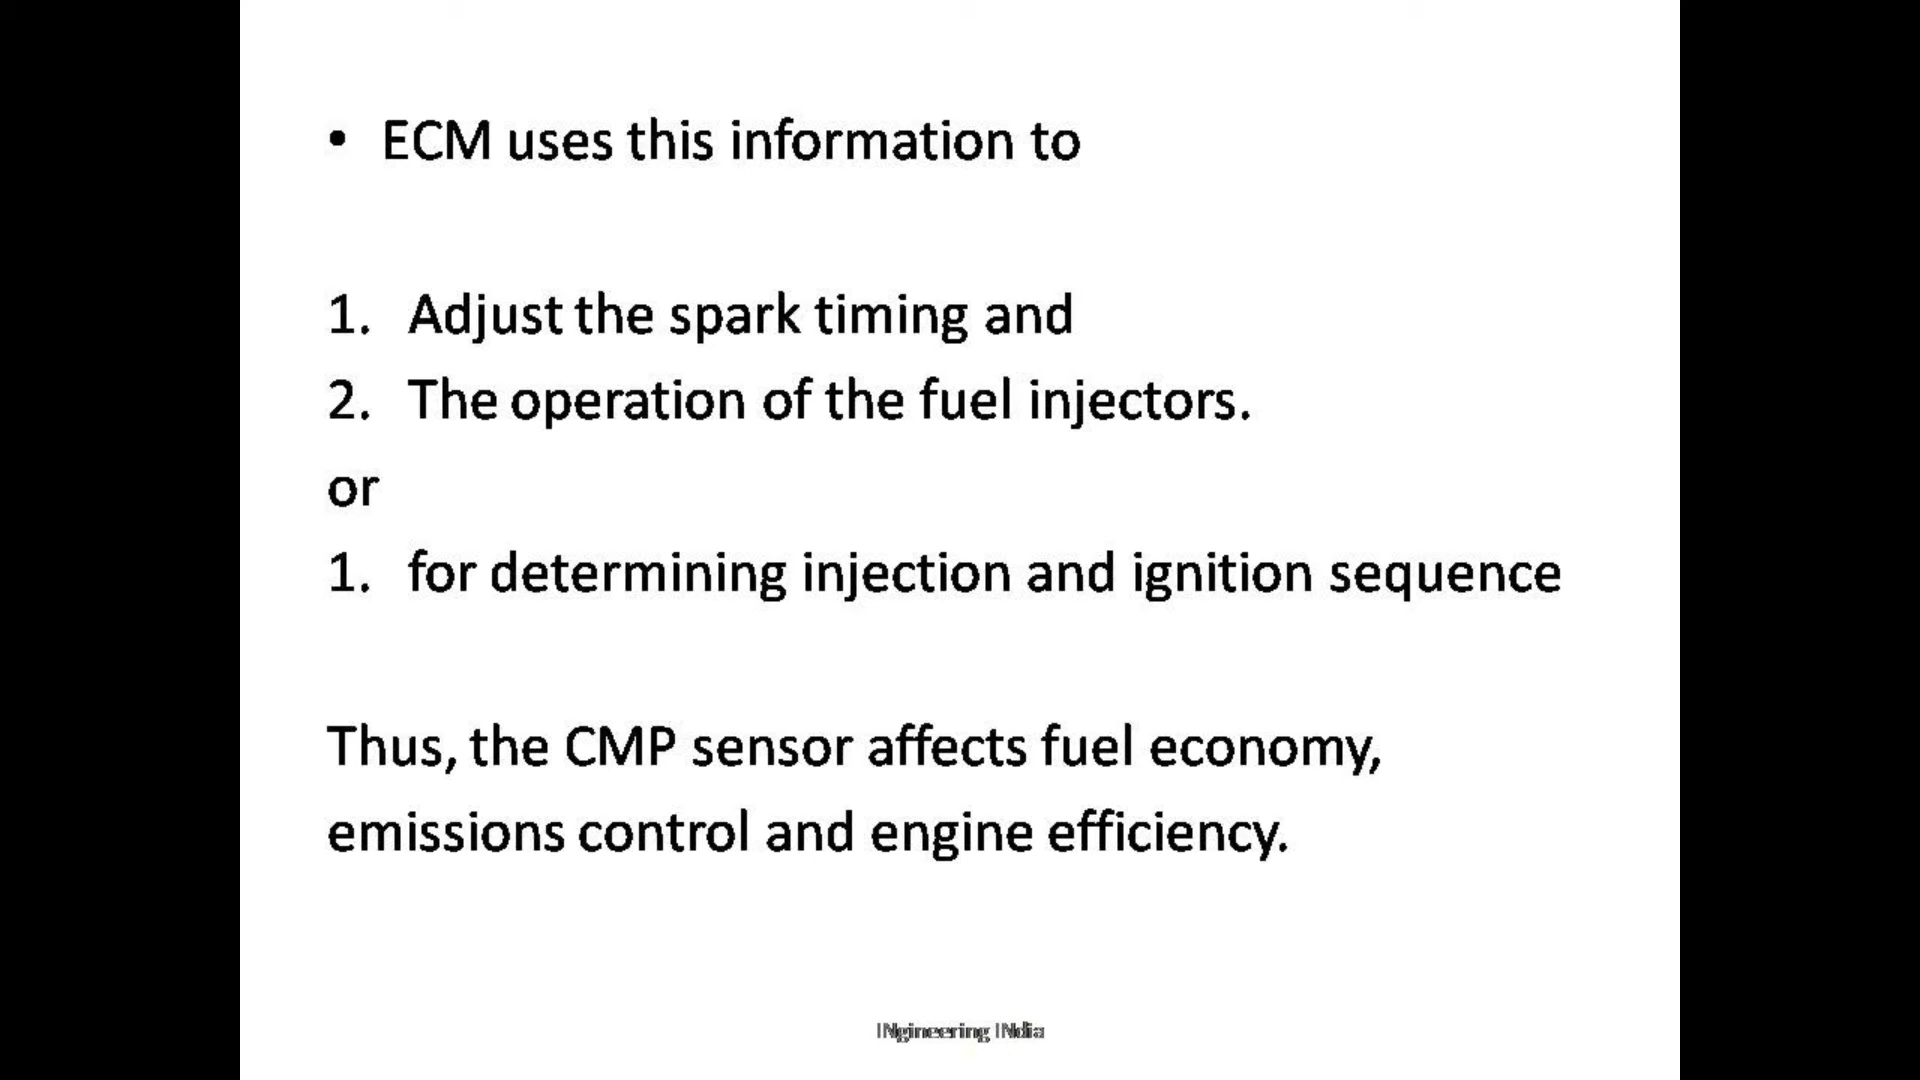 • ECM uses this information to
1. Adjust the spark timing and
2. The operation of the fuel injectors.
or
1. for determining injection and ignition sequence
Thus, the CMP sensor affects fuel economy,
emissions control and engine efficiency.
INgineering INdia